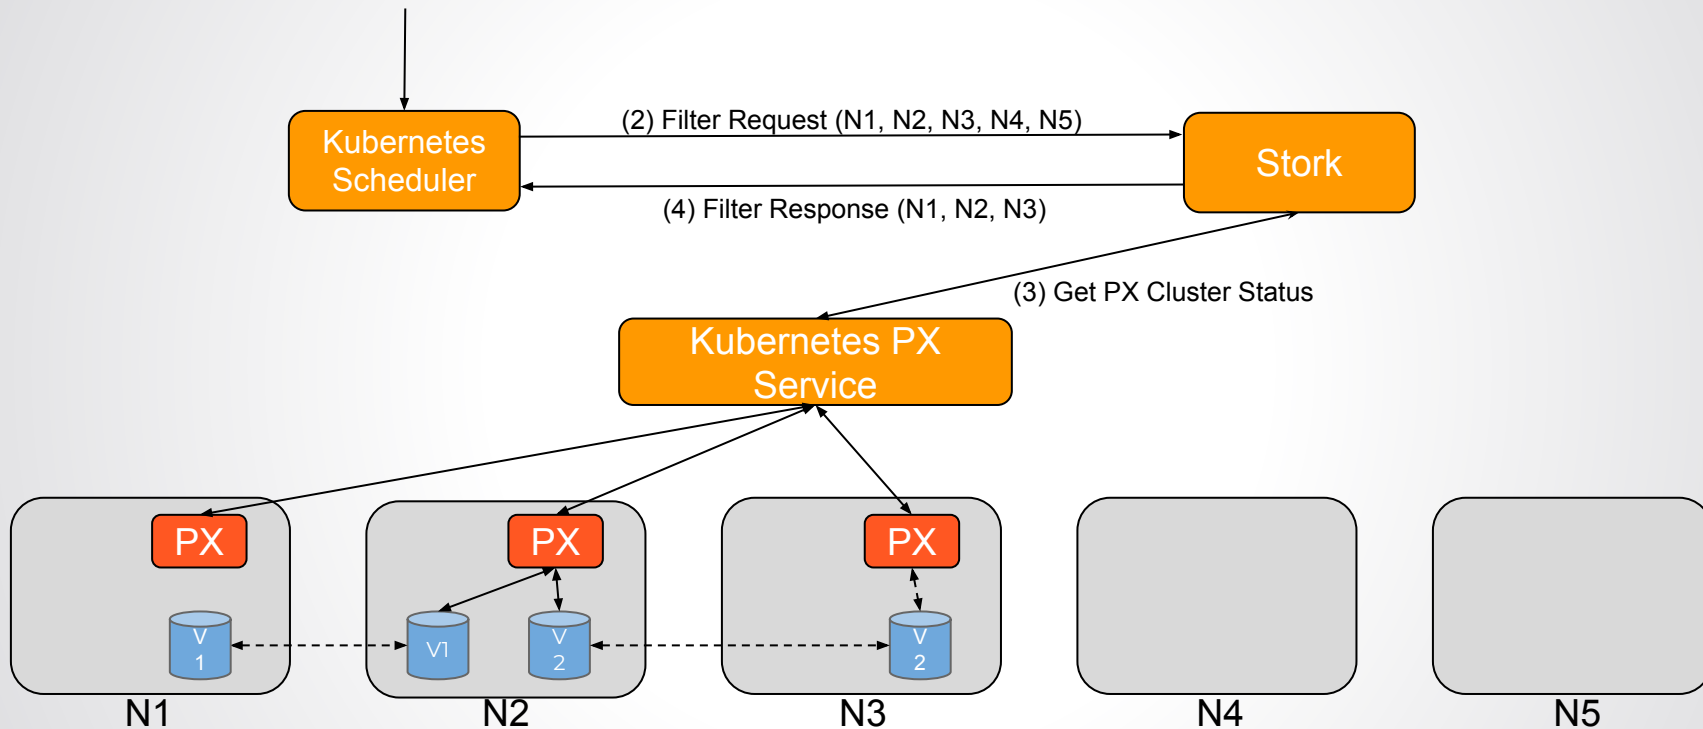 (2) Filter Request (N1, N2, N3, N4, N5)
Kubernetes
Scheduler
Stork
(4) Filter Response (N1, N2, N3)
(3) Get PX Cluster Status
Kubernetes PX
Service
PX
PX
PX
V
1
V1
V
2
V
2
N1
N2
N3
N4
N5